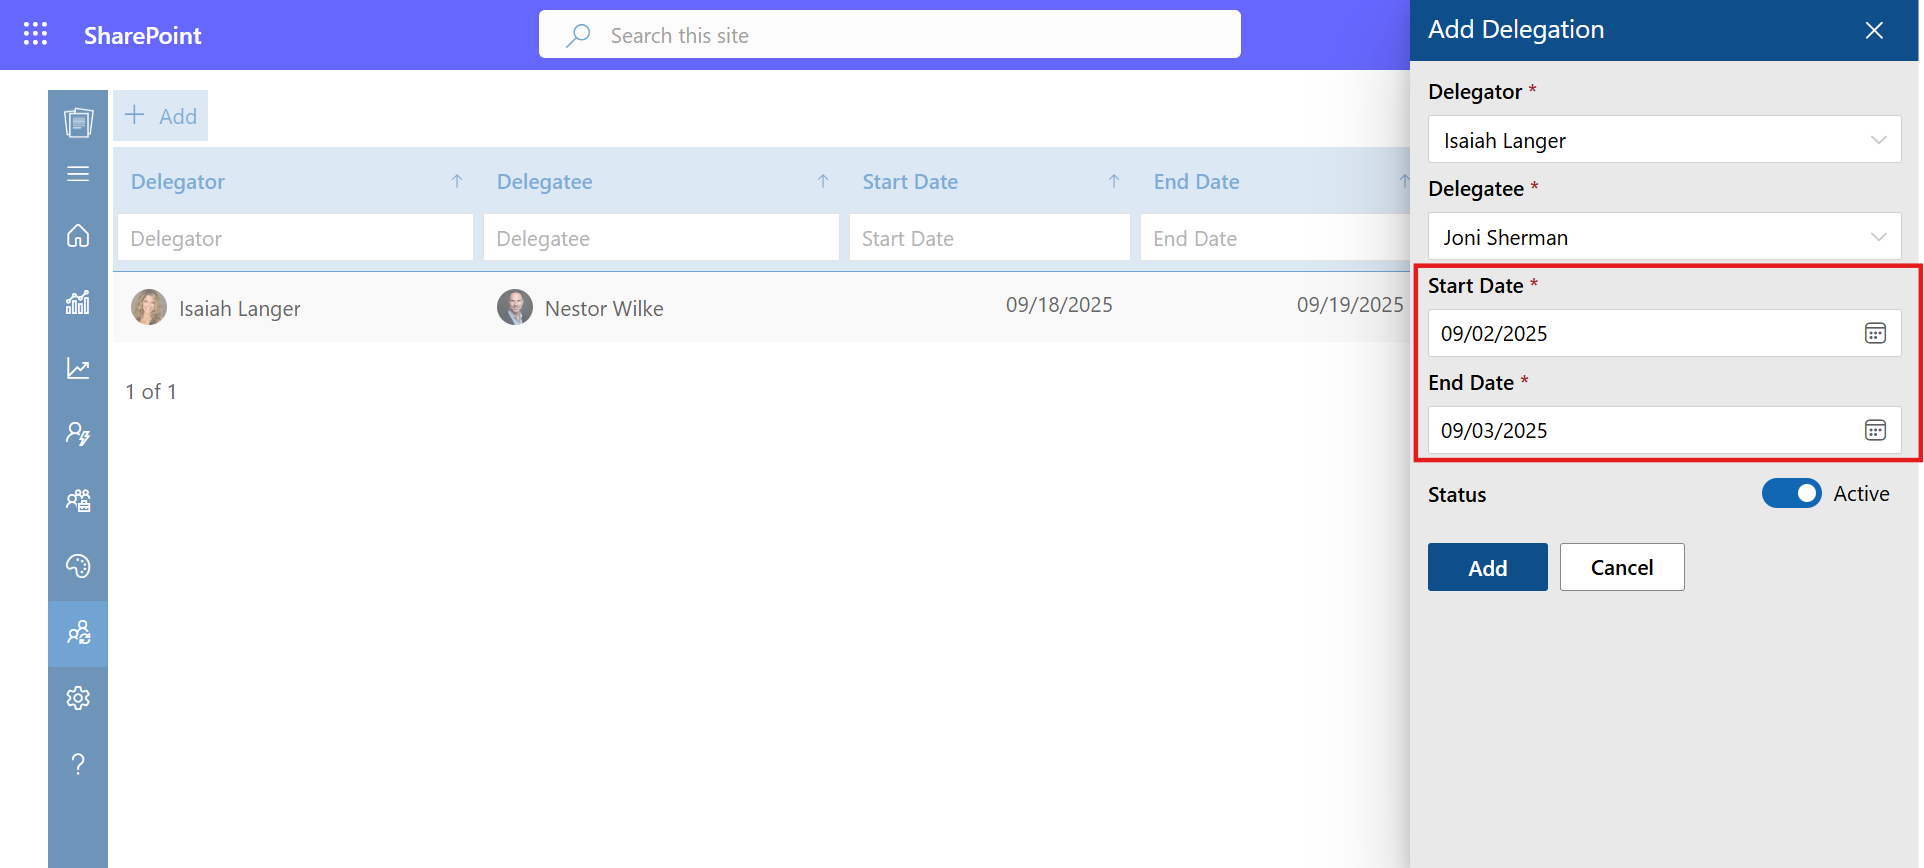 SharePoint
Search this site
Add
Delegator
Delegatee
Start Date
End Date
Delegator
Delegatee
Start Date
End Date
Isaiah Langer
Nestor Wilke
09/18/2025
09/19/2025
1 of 1
Add Delegation
Delegator *
Isaiah Langer
Delegatee *
Joni Sherman
Start Date *
09/02/2025
End Date *
09/03/2025
Status
Active
Add
Cancel